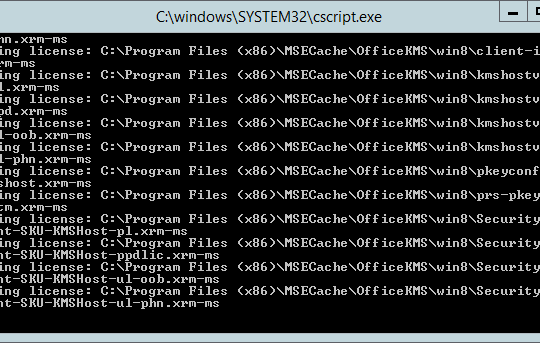 C:\windows\SYSTEM32\cscript.exe
hn.xrm-ms
ing license: C:\Program Files (x86)\MSECache\OfficeKMS\win8\client-i
rm-ms
ing license: C:\Program Files (x86)\MSECache\OfficeKMS\win8\kmshostv
l.xrm-ms
ing license: C:\Program Files (x86)\MSECache\OfficeKMS\win8\kmshostv
pd.xrm-ms
ing license: C:\Program Files (x86)\MSECache\OfficeKMS\win8\kmshostv
l-oob.xrm-ms
ing license: C:\Program Files (x86)\MSECache\OfficeKMS\win8\kmshostv
l-phn.xrm-ms
ing license: C:\Program Files (x86)\MSECache\OfficeKMS\win8\pkeyconf
shost.xrm-ms
ing license: C:\Program Files (x86)\MSECache\OfficeKMS\win8\prs-pkey
tm.xrm-ms
ing license: C:\Program Files (x86)\MSECache\OfficeKMS\win8\Security
nt-SKU-KMSHost-pl.xrm-ms
ing license: C:\Program Files (x86)\MSECache\OfficeKMS\win8\Security
nt-SKU-KMSHost-ppdlic.xrm-ms
ing license: C:\Program Files (x86)\MSECache\OfficeKMS\win8\Security
nt-SKU-KMSHost-ul-oob.xrm-ms
ing license: C:\Program Files (x86)\MSECache\OfficeKMS\win8\Security
nt-SKU-KMSHost-ul-phn.xrm-ms